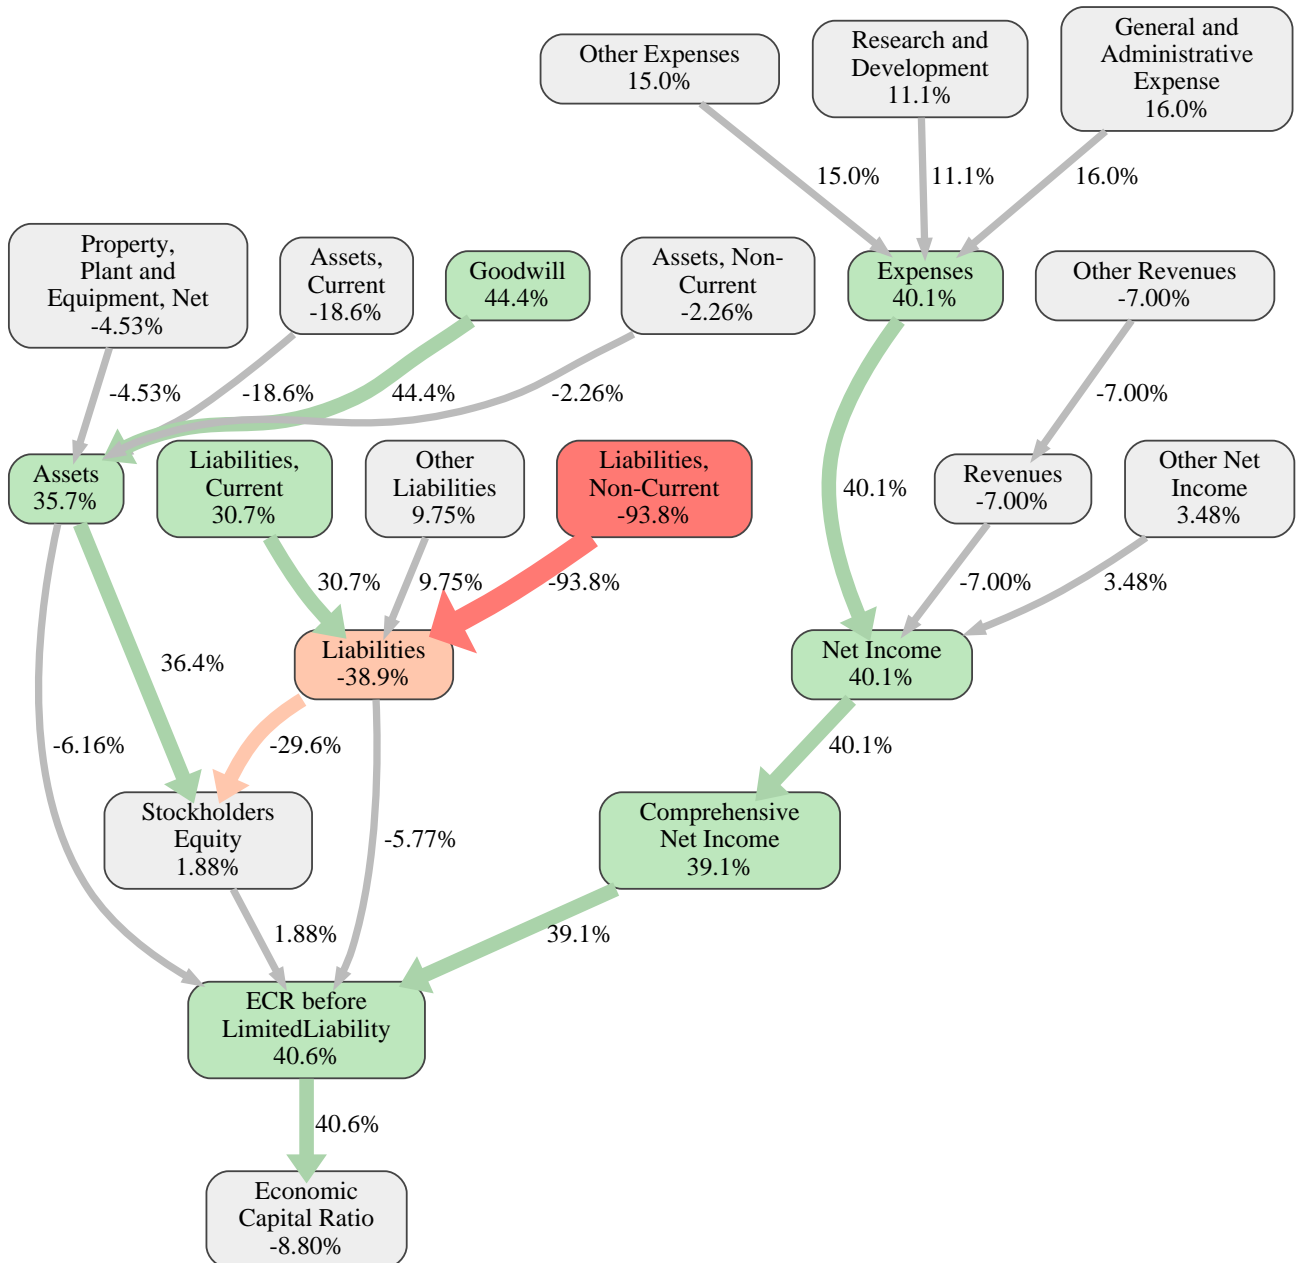 Other Expenses
15.0%
Research and
Development
11.1%
General and
Administrative
Expense
16.0%
15.0%
11.1%
16.0%
Property,
Plant and
Equipment, Net
-4.53%
Assets,
Current
-18.6%
Goodwill
44.4%
Assets, Non-
Current
-2.26%
Expenses
40.1%
Other Revenues
-7.00%
-4.53%
-18.6%
44.4%
-2.26%
-7.00%
Assets
35.7%
Liabilities,
Current
30.7%
Other
Liabilities
9.75%
Liabilities,
Non-Current
-93.8%
40.1%
Revenues
-7.00%
Other Net
Income
3.48%
30.7%
9.75%
-93.8%
-7.00%
3.48%
Liabilities
-38.9%
Net Income
40.1%
36.4%
-6.16%
-29.6%
40.1%
Stockholders
Equity
1.88%
-5.77%
Comprehensive
Net Income
39.1%
1.88%
39.1%
ECR before
LimitedLiability
40.6%
40.6%
Economic
Capital Ratio
-8.80%